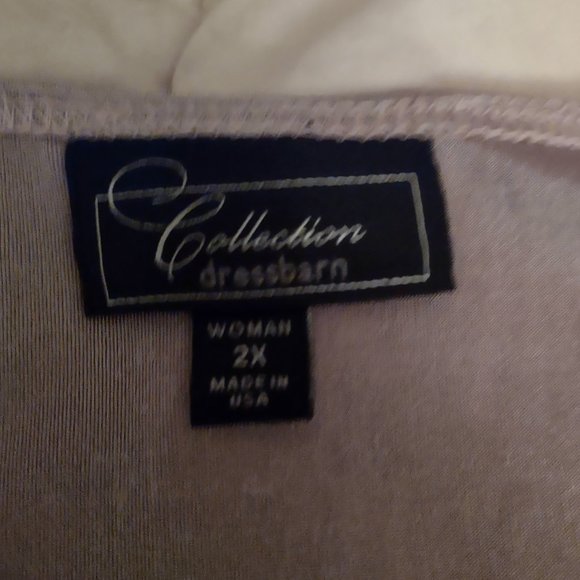 Collection
dressbarn
WOMAN
2X
MADE IN
USA